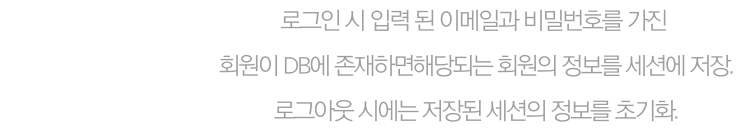 로그인 시 입력 된 이메일과 비밀번호를 가진
회원이 DB에 존재하면해당되는 회원의 정보를 세션에 저장.
로그아웃 시에는 저장된 세션의 정보를 초기화.